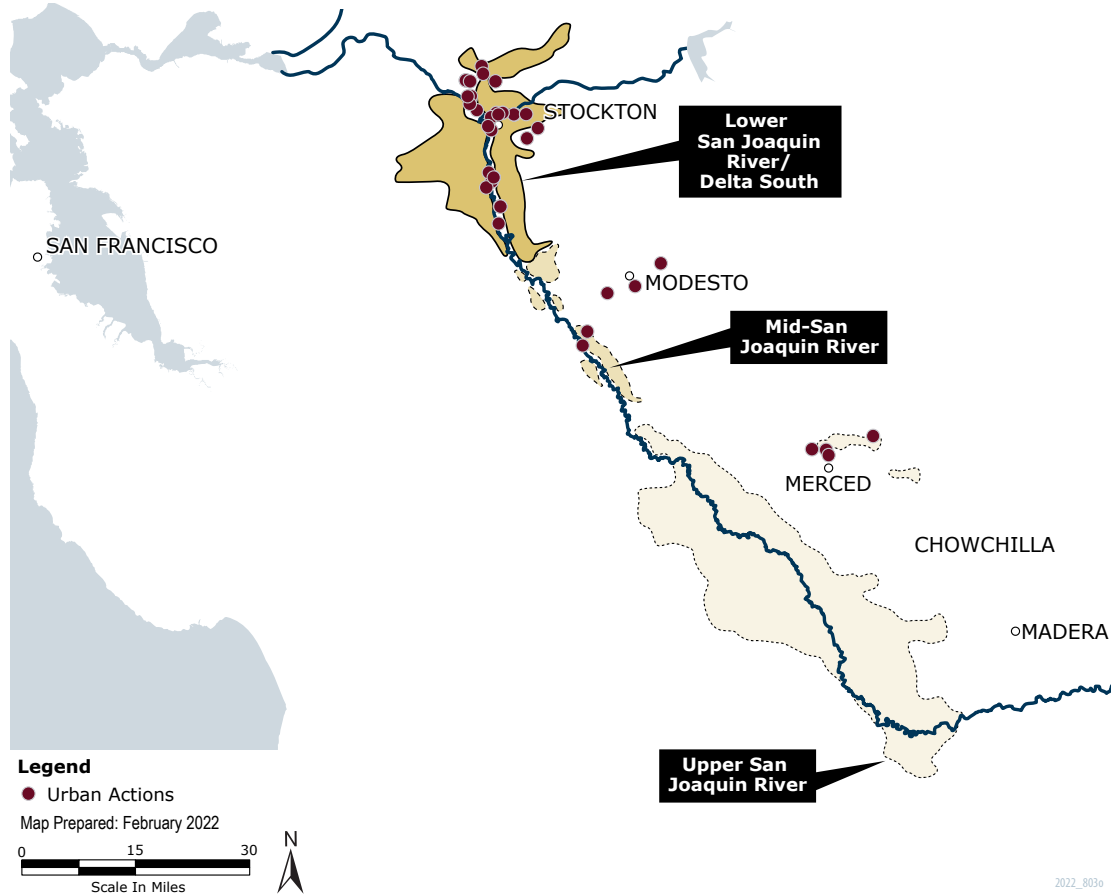 STOCKTON
Lower
San Joaquin
River/
Delta South
SAN FRANCISCO
MODESTO
Mid-San
Joaquin River
MERCED
CHOWCHILLA
MADERA
Upper San
Joaquin River
Legend
Urban Actions
Map Prepared: February 2022
0 15 30
Scale In Miles
N
2022_803o